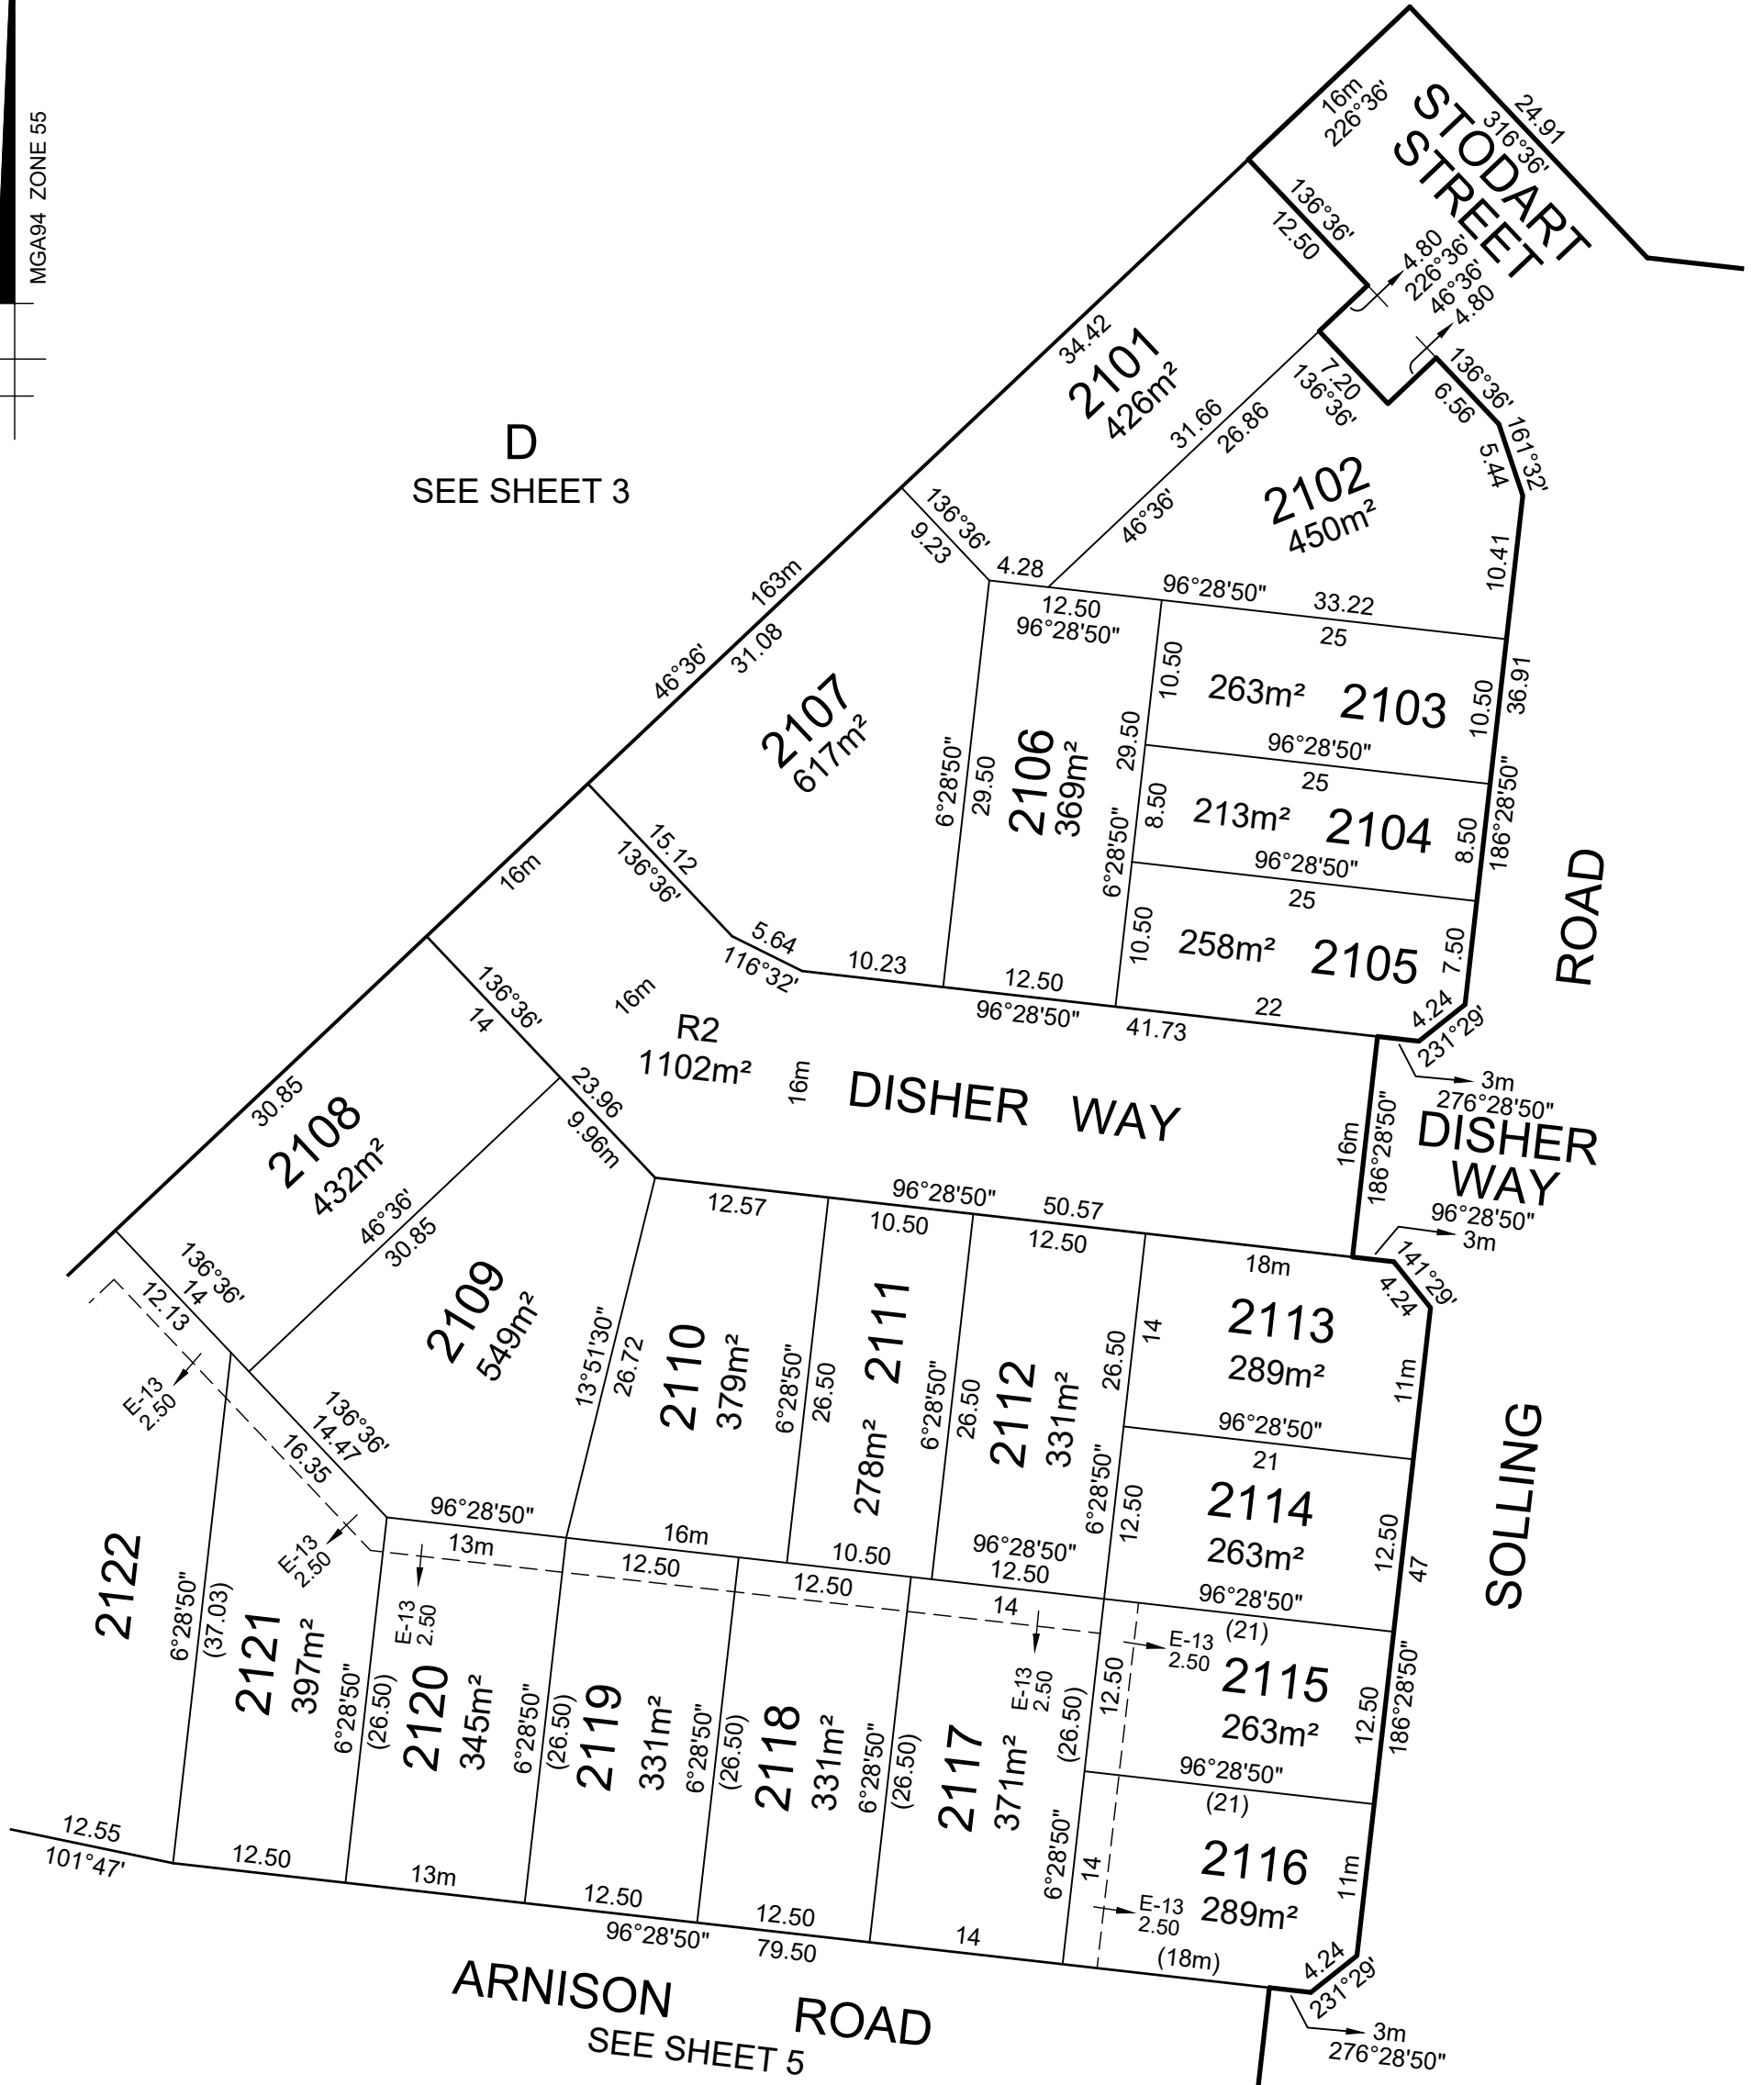 MGA94 ZONE 55
D
SEE SHEET 3
16m
226°36'
STODART
STREET
24.91
316°36'
136°36'
12.50
4.80
226°36'
46°36'
4.80
34.42
2101
426m²
7.20
136°36'
136°36'
6.56
161°32'
5.44
31.66
26.86
46°36'
2102
450m²
10.41
136°36'
9.23
4.28
96°28'50"
33.22
12.50
96°28'50"
25
163m
46°36'
31.08
2107
617m²
6°28'50"
29.50
2106
369m²
29.50
6°28'50"
10.50
263m²
2103
10.50
36.91
96°28'50"
25
8.50
213m²
2104
8.50
186°28'50"
96°28'50"
25
10.50
258m²
2105
7.50
ROAD
15.12
136°36'
5.64
116°32'
10.23
12.50
22
96°28'50"
41.73
4.24
231°29'
3m
276°28'50"
16m
136°36'
14
16m
R2
1102m²
16m
DISHER WAY
16m
186°28'50"
DISHER
WAY
96°28'50"
3m
141°29'
4.24
30.85
2108
432m²
23.96
9.96m
46°36'
30.85
136°36'
14
12.13
2109
549m²
12.57
96°28'50"
50.57
10.50
12.50
18m
13°51'30"
26.72
2110
379m²
6°28'50"
26.50
2111
278m²
6°28'50"
26.50
2112
331m²
26.50
6°28'50"
14
2113
289m²
11m
96°28'50"
21
12.50
2114
263m²
12.50
47
SOLLING
E-13
2.50
136°36'
14.47
16.35
E-13
2.50
96°28'50"
13m
16m
10.50
96°28'50"
12.50
12.50
12.50
14
96°28'50"
(21)
E-13
2.50
2122
6°28'50"
(37.03)
2121
397m²
6°28'50"
(26.50)
E-13
2.50
2120
345m²
6°28'50"
(26.50)
2119
331m²
6°28'50"
(26.50)
2118
331m²
6°28'50"
(26.50)
2117
371m²
E-13
2.50
(26.50)
6°28'50"
12.50
2115
263m²
12.50
186°28'50"
96°28'50"
(21)
14
2116
289m²
11m
E-13
2.50
(18m)
4.24
231°29'
3m
276°28'50"
12.55
101°47'
12.50
13m
12.50
12.50
14
96°28'50"
79.50
ARNISON ROAD
SEE SHEET 5